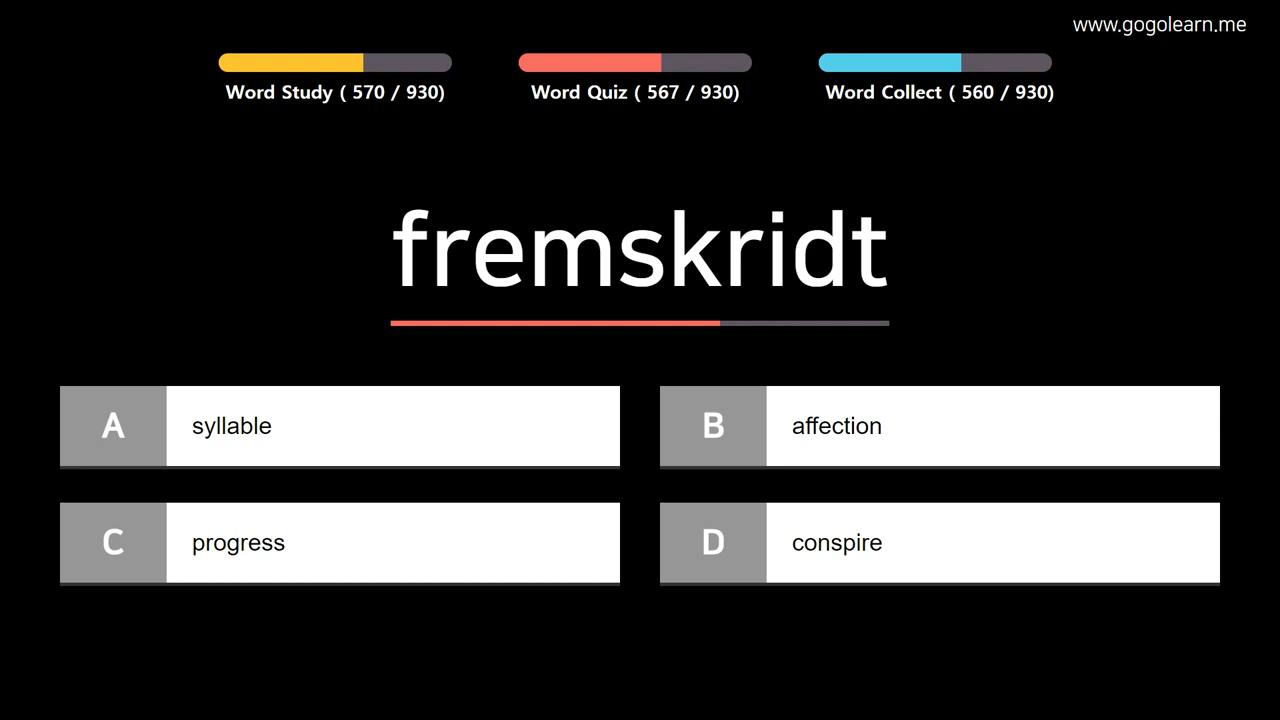 www.gogolearn.me
Word Study ( 570 / 930)
Word Quiz ( 567 / 930)
Word Collect ( 560 / 930)
fremskridt
A syllable
B affection
C progress
D conspire